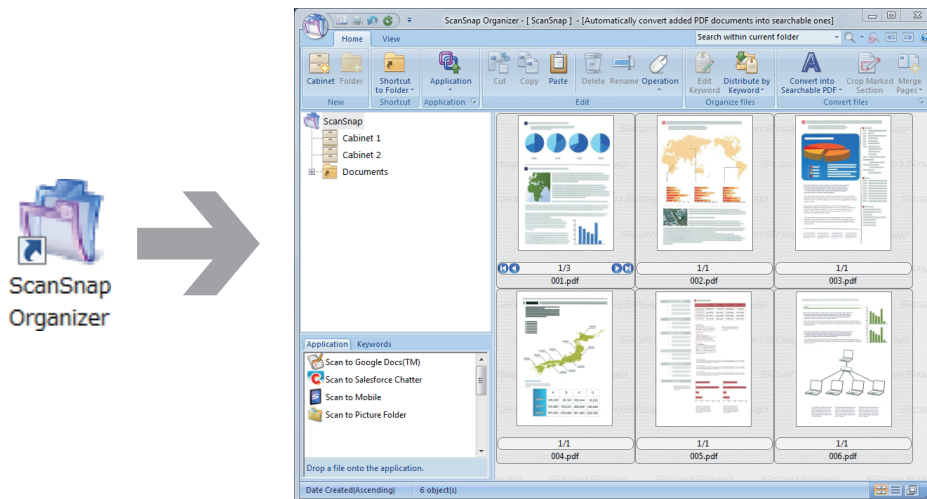 ScanSnap
Organizer
ScanSnap Organizer - [ ScanSnap ] - [Automatically convert added PDF documents into searchable ones]
Home View
Search within current folder
Cabinet Folder
Shortcut to Folder
Application
Cut Copy Paste
Delete Rename Operation
Edit Keyword
Distribute by Keyword
Convert into Searchable PDF
Crop Marked Section
Merge Pages
New Shortcut Application Edit Organize files Convert files
ScanSnap
Cabinet 1
Cabinet 2
Documents
1/3
001.pdf
1/1
002.pdf
1/1
003.pdf
1/1
004.pdf
1/1
005.pdf
1/1
006.pdf
Application Keywords
Scan to Google Docs(TM)
Scan to Salesforce Chatter
Scan to Mobile
Scan to Picture Folder
Drop a file onto the application.
Date Created(Ascending) 6 object(s)